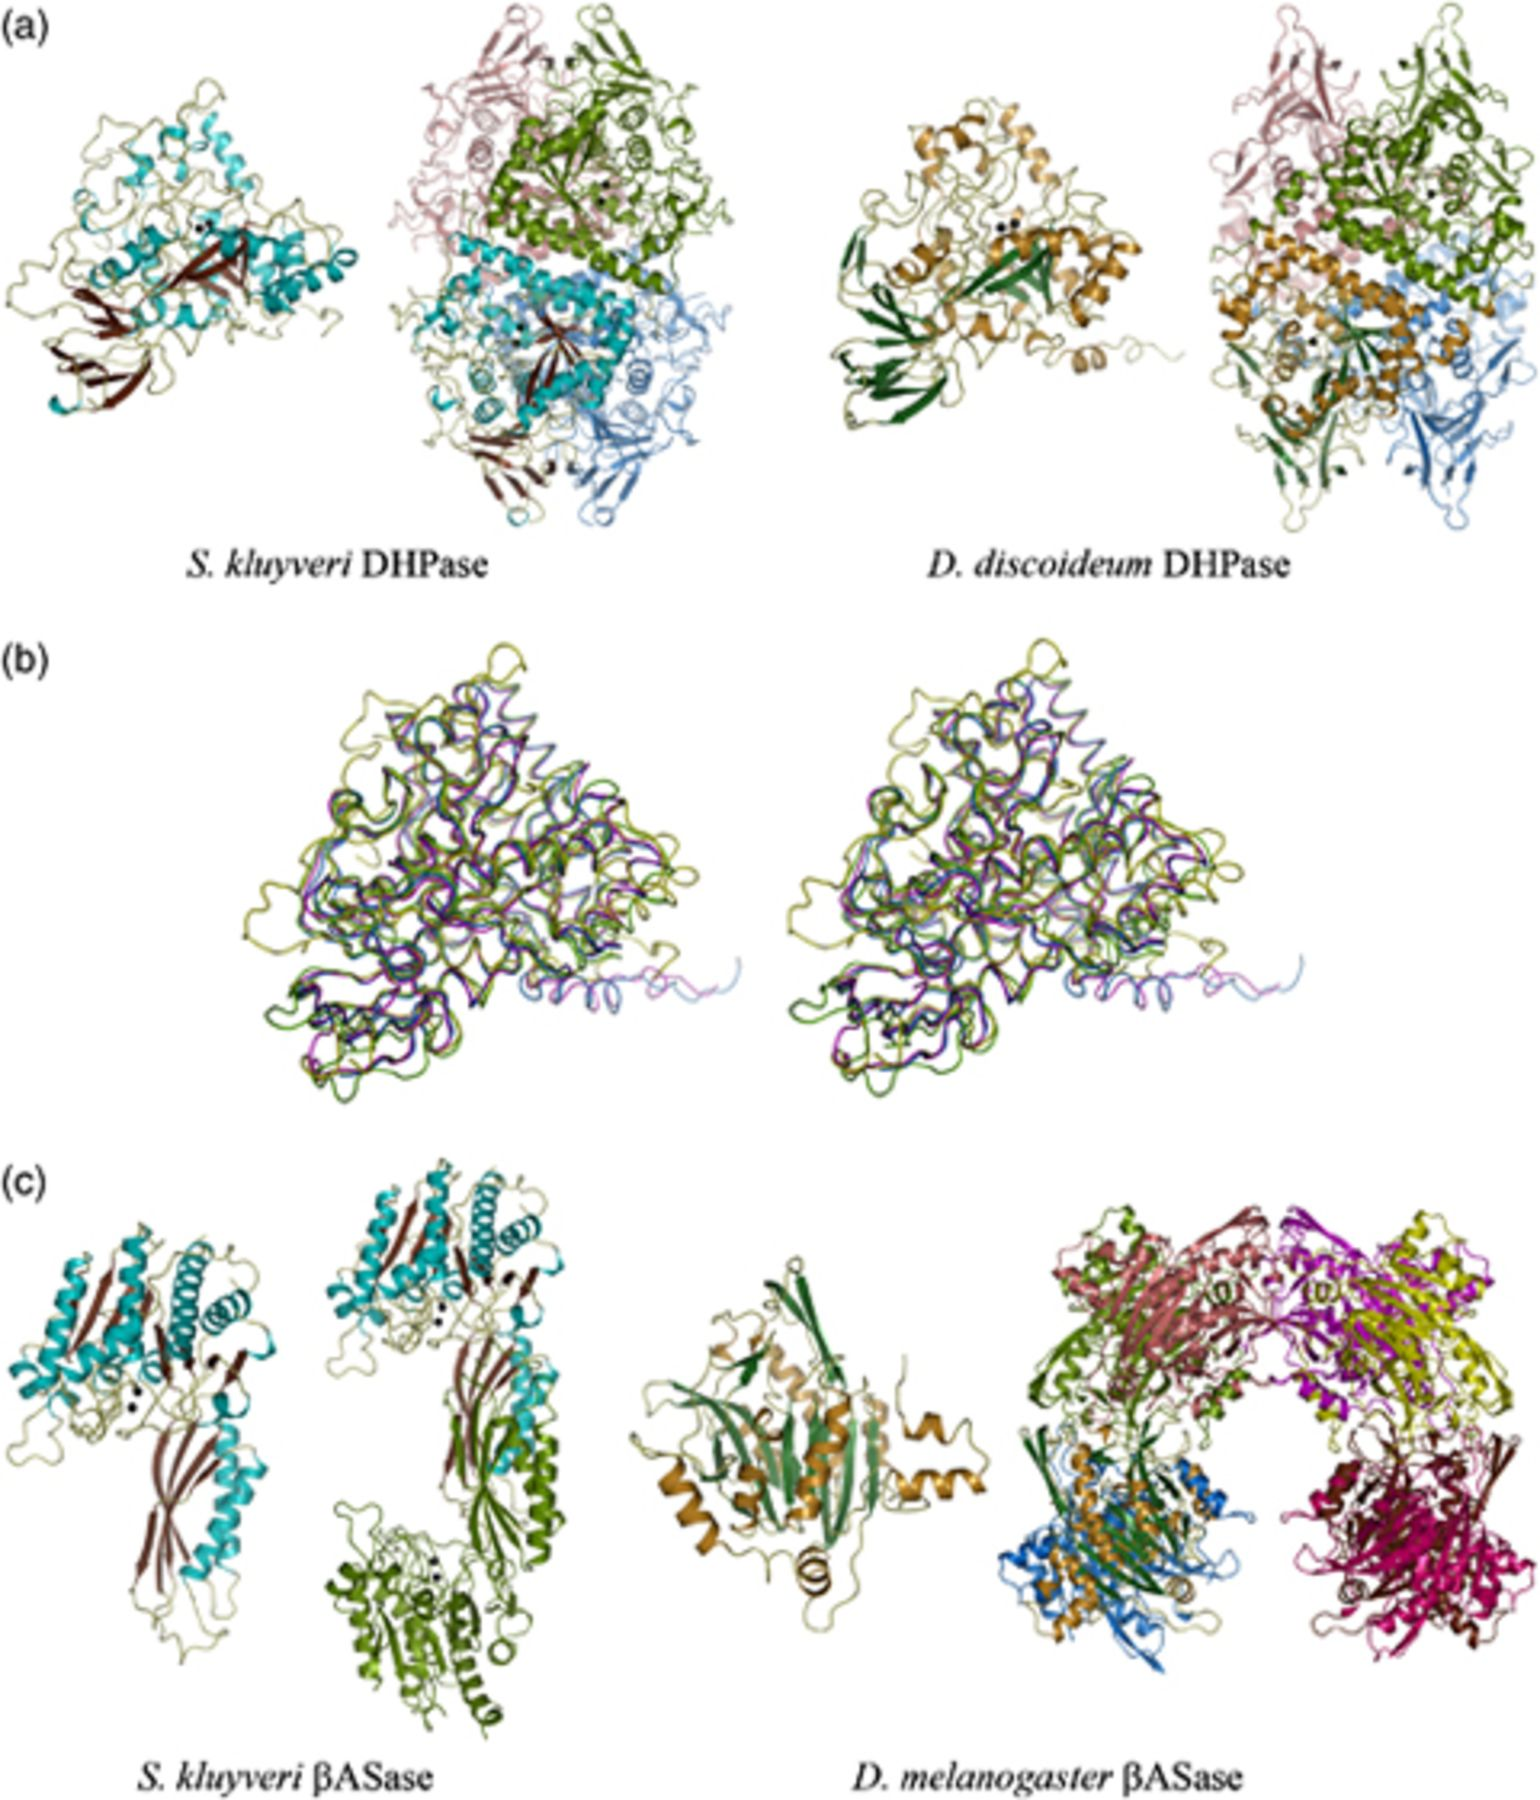 (a)
S. kluyveri DHPase
D. discoideum DHPase
(b)
(c)
S. kluyveri βASase
D. melanogaster βASase